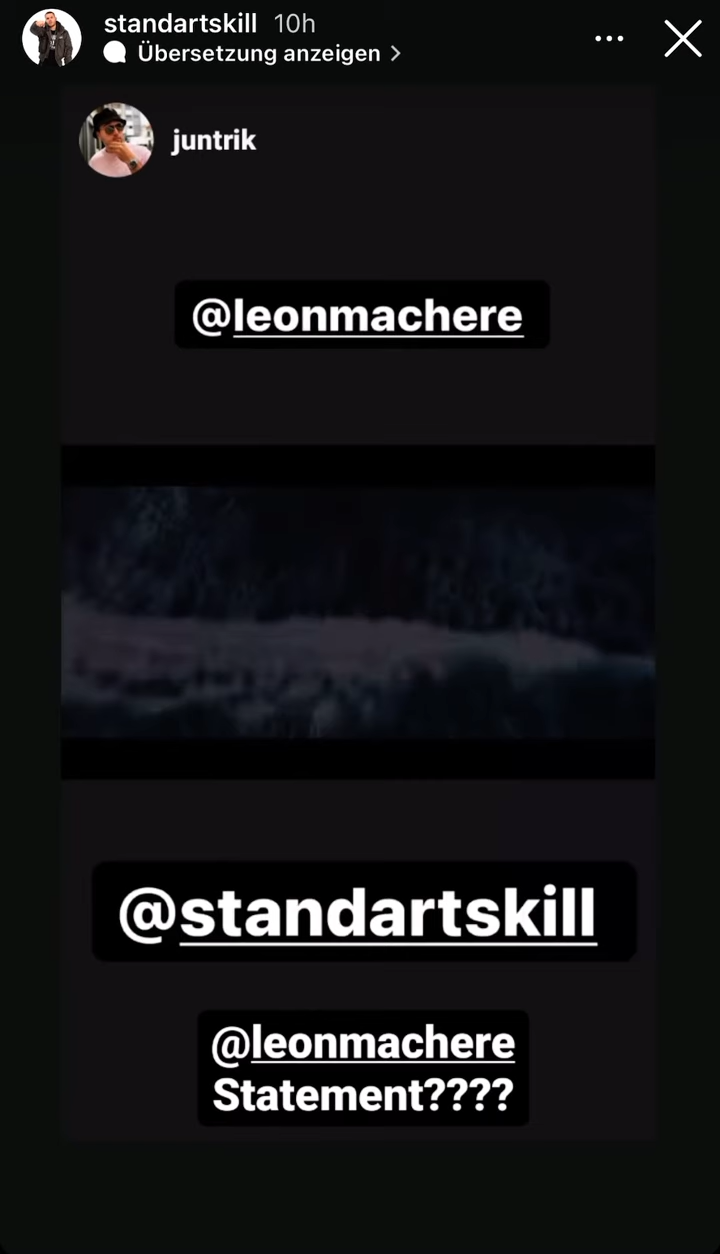 standartskill 10h
Übersetzung anzeigen
juntrik
@leonmachere
@standartskill
@leonmachere
Statement????